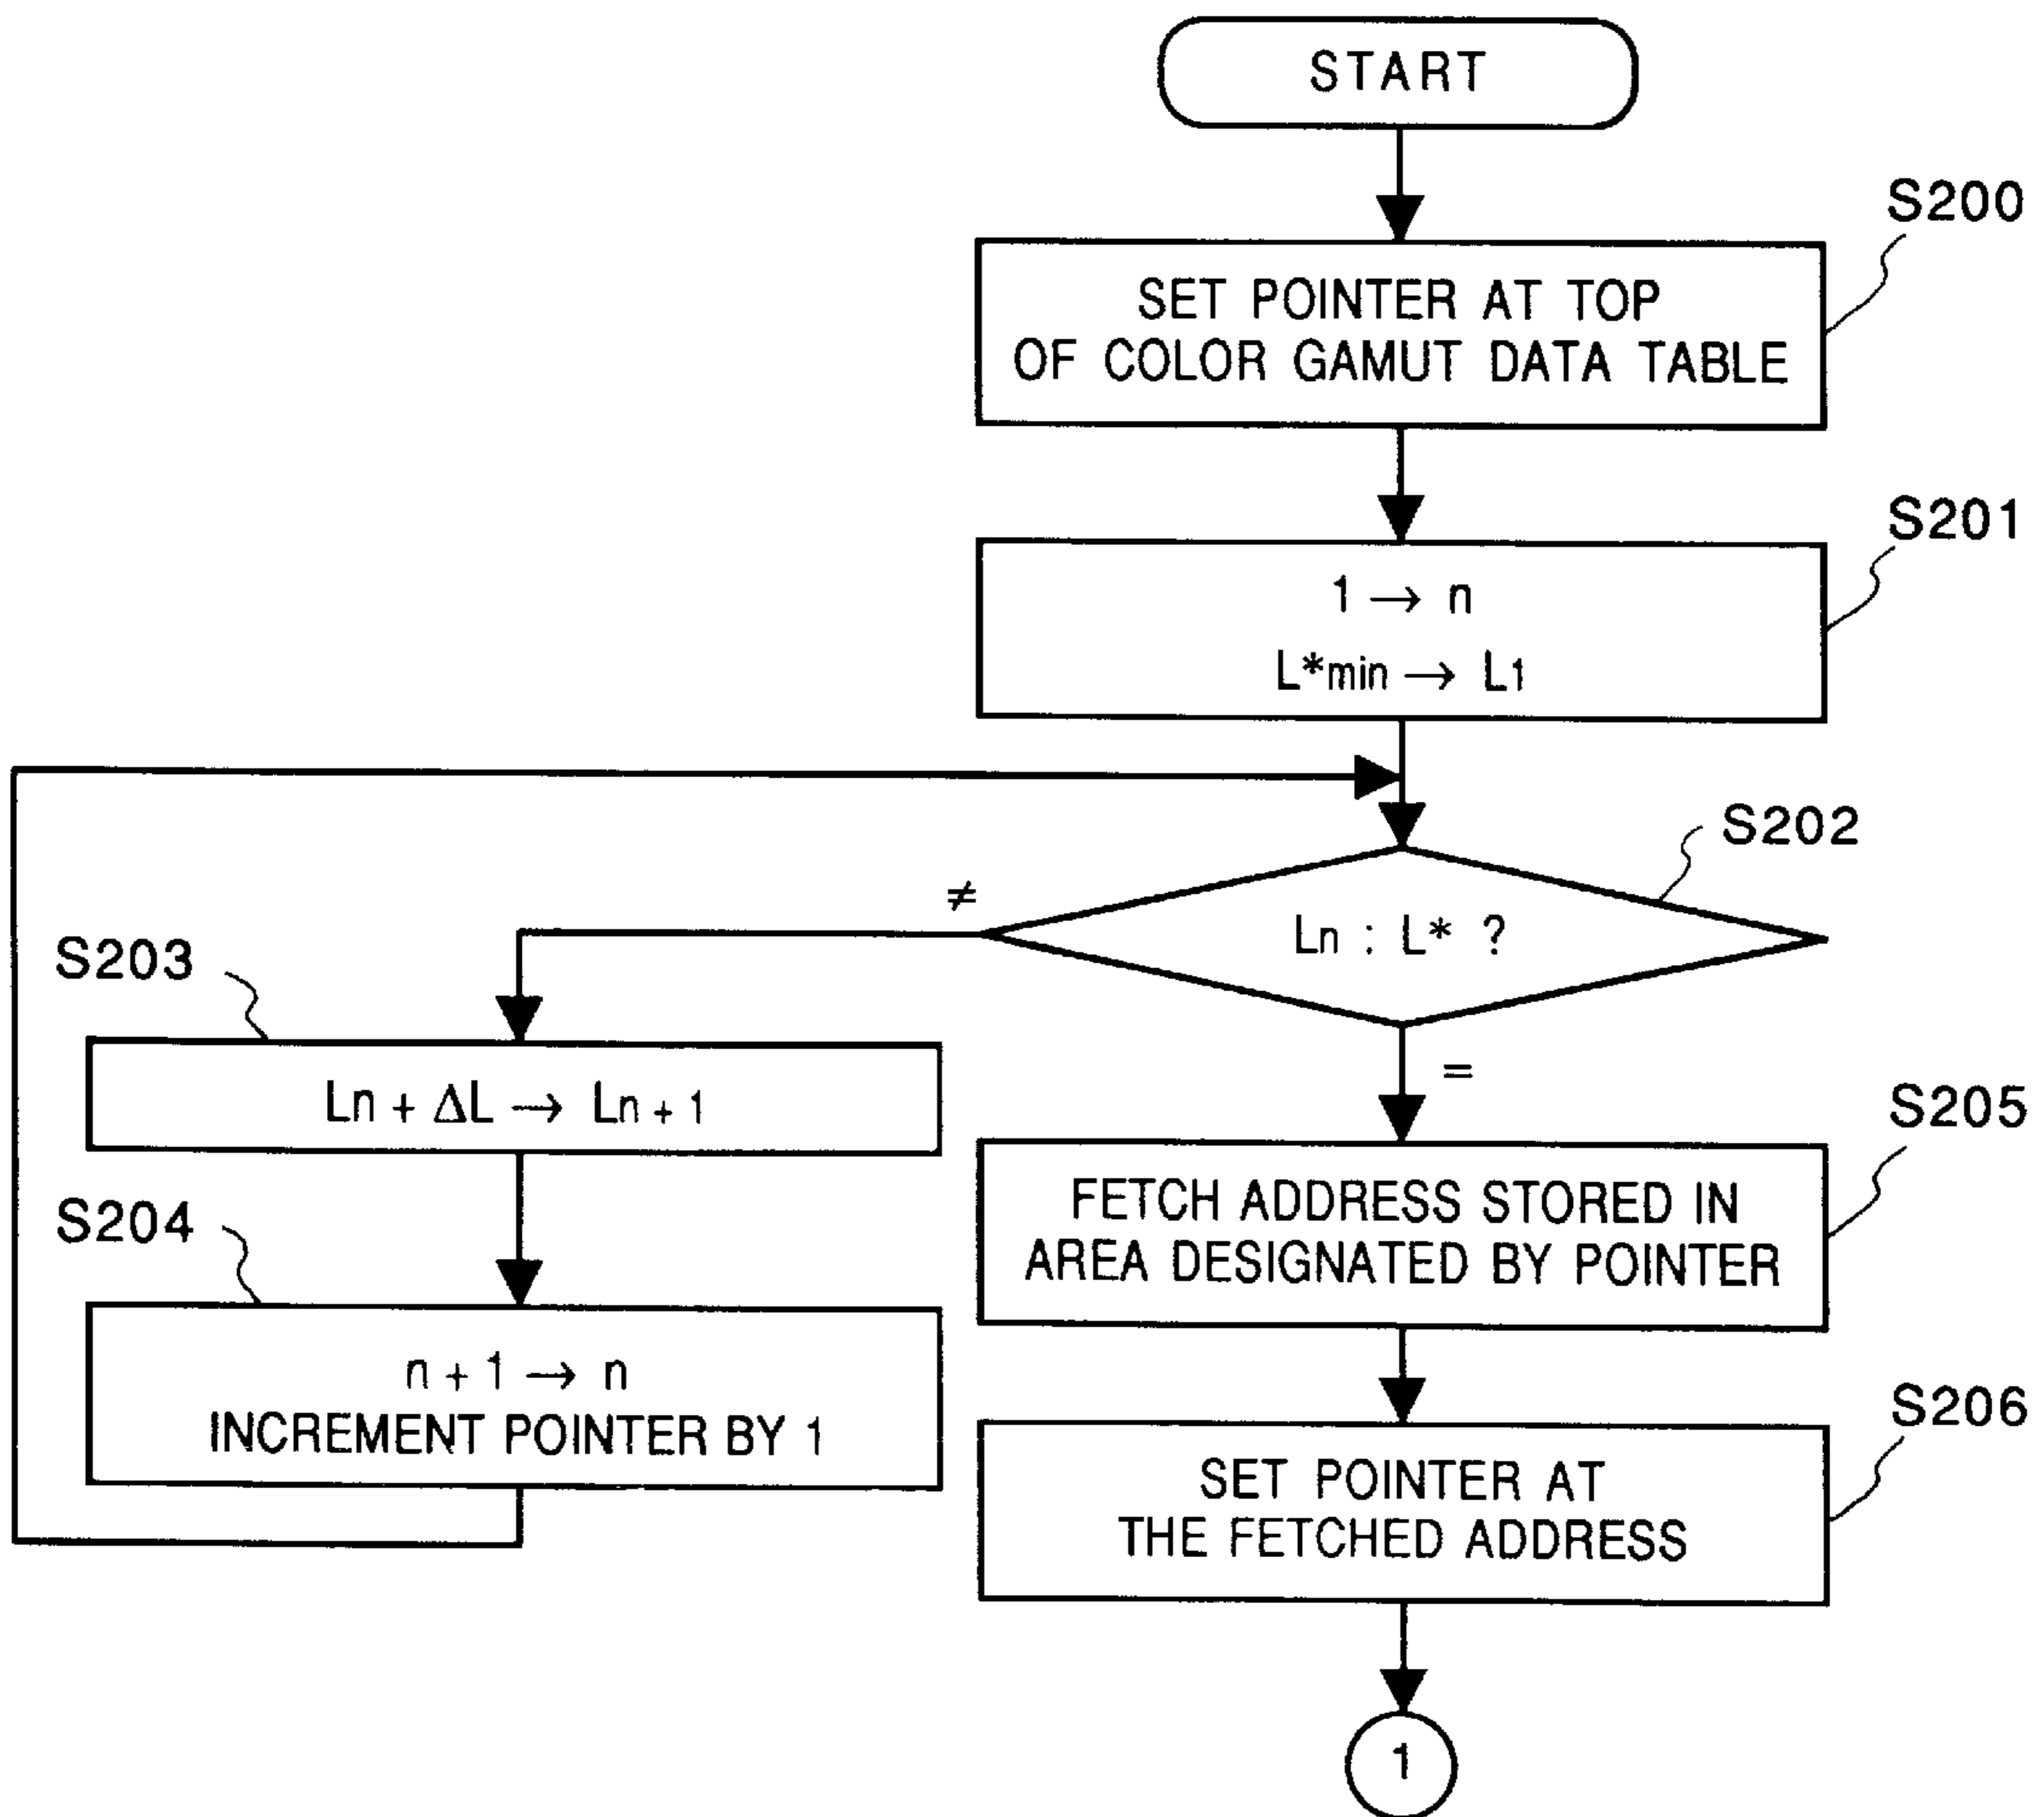 START
S200
SET POINTER AT TOP
OF COLOR GAMUT DATA TABLE
S201
1 → n
L*min → L1
S202
≠
Ln : L* ?
S203
=
Ln + ΔL → Ln + 1
S205
FETCH ADDRESS STORED IN
AREA DESIGNATED BY POINTER
S204
n + 1 → n
INCREMENT POINTER BY 1
S206
SET POINTER AT
THE FETCHED ADDRESS
1